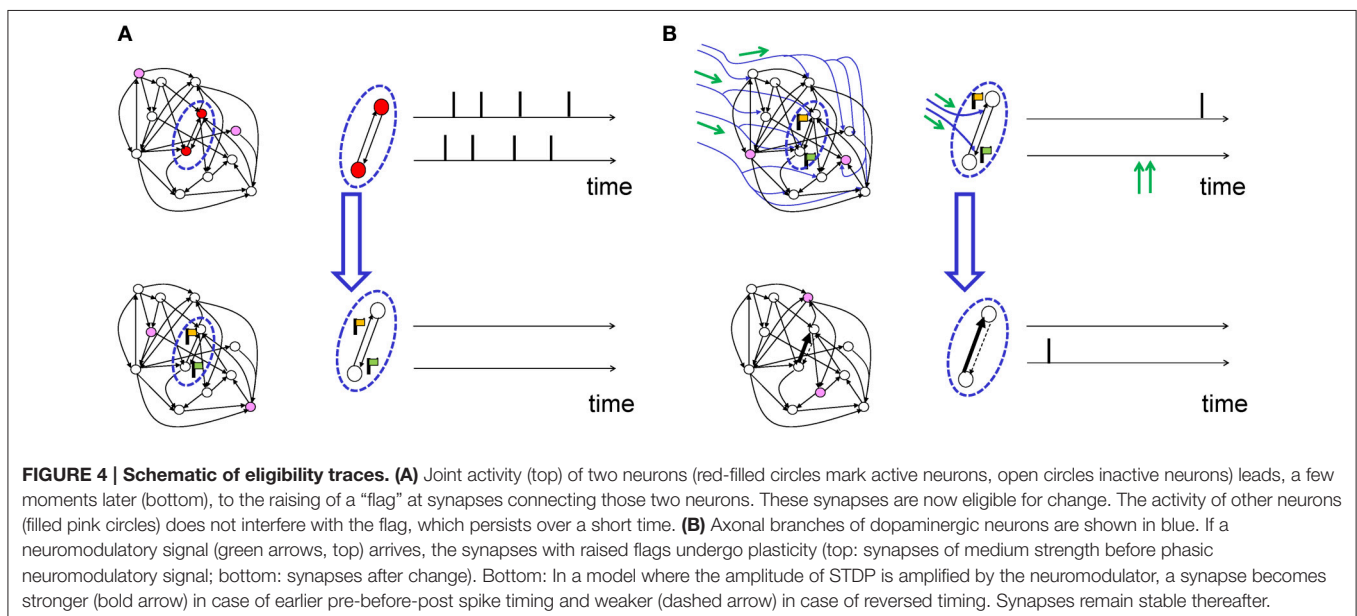 A
B
time
time
time
time
FIGURE 4 | Schematic of eligibility traces. (A) Joint activity (top) of two neurons (red-filled circles mark active neurons, open circles inactive neurons) leads, a few
moments later (bottom), to the raising of a “flag” at synapses connecting those two neurons. These synapses are now eligible for change. The activity of other neurons
(filled pink circles) does not interfere with the flag, which persists over a short time. (B) Axonal branches of dopaminergic neurons are shown in blue. If a
neuromodulatory signal (green arrows, top) arrives, the synapses with raised flags undergo plasticity (top: synapses of medium strength before phasic
neuromodulatory signal; bottom: synapses after change). Bottom: In a model where the amplitude of STDP is amplified by the neuromodulator, a synapse becomes
stronger (bold arrow) in case of earlier pre-before-post spike timing and weaker (dashed arrow) in case of reversed timing. Synapses remain stable thereafter.